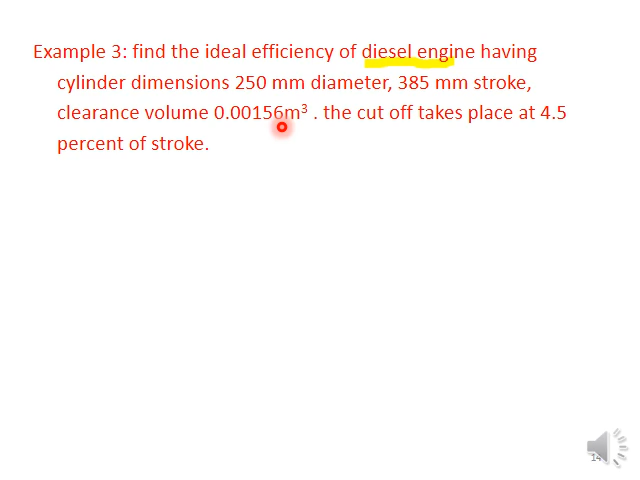 Example 3: find the ideal efficiency of diesel engine having
cylinder dimensions 250 mm diameter, 385 mm stroke,
clearance volume 0.00156m³ . the cut off takes place at 4.5
percent of stroke.
14